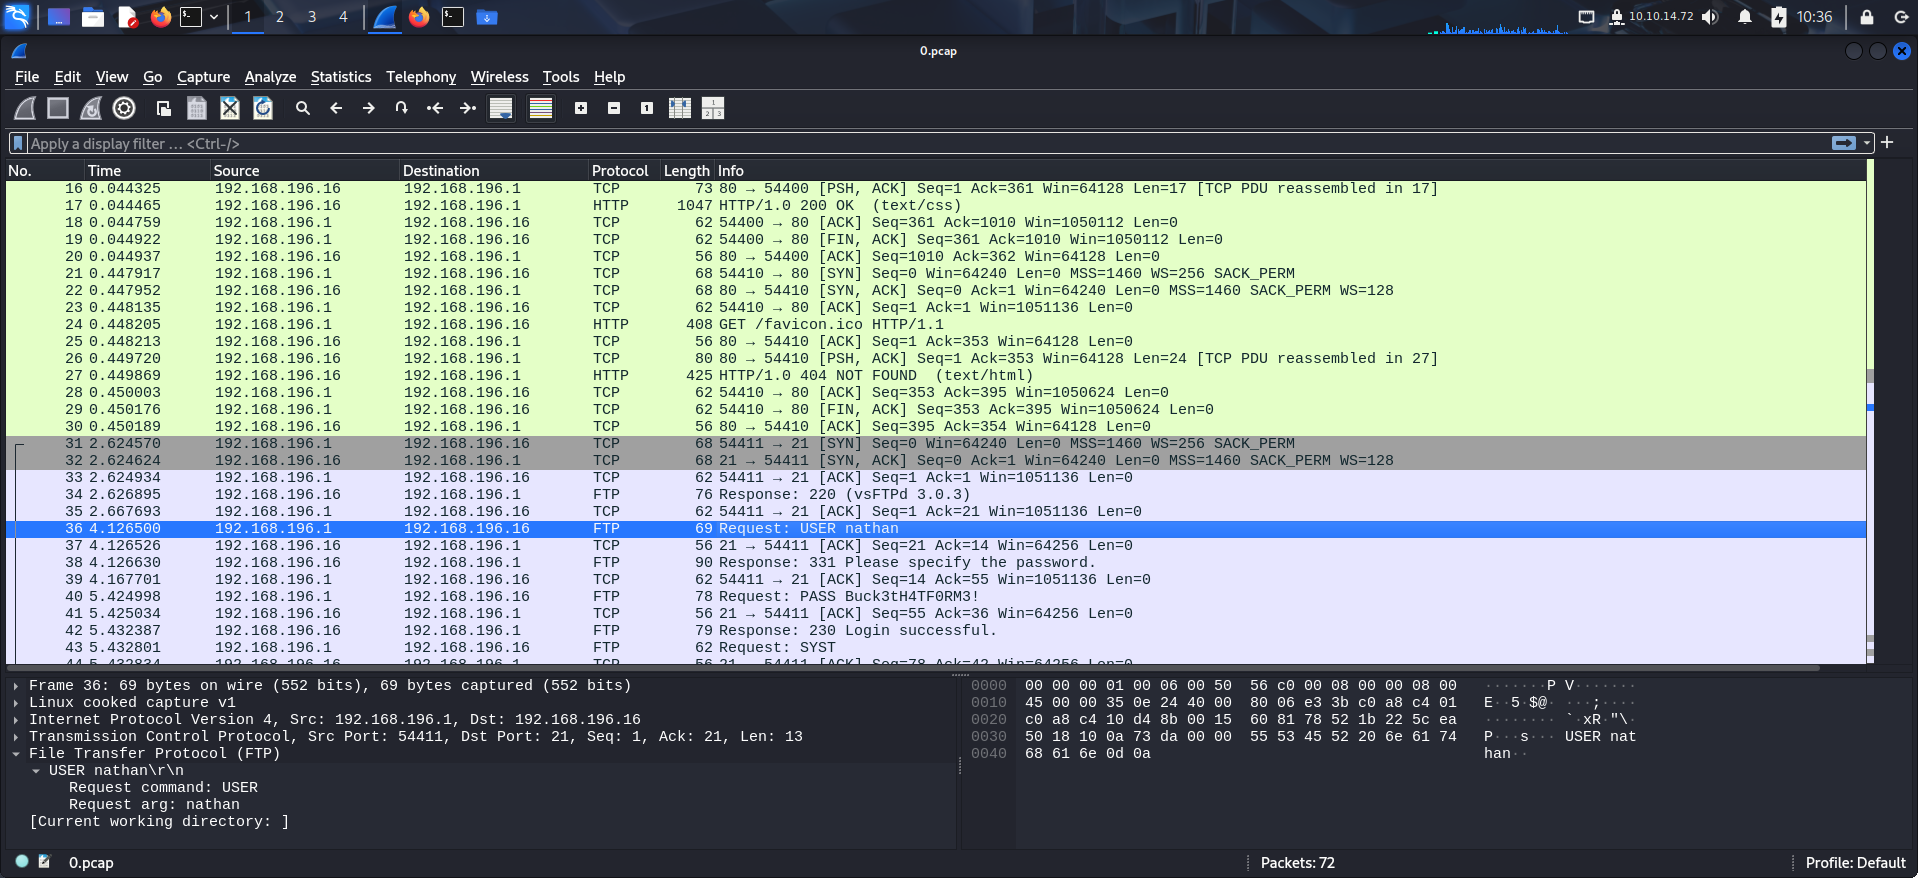 1 2 3 4 10.10.14.72 10:36
0.pcap
File Edit View Go Capture Analyze Statistics Telephony Wireless Tools Help
Apply a display filter … <Ctrl-/>
No. Time Source Destination Protocol Length Info
16 0.044325 192.168.196.16 192.168.196.1 TCP 73 80 → 54400 [PSH, ACK] Seq=1 Ack=361 Win=64128 Len=17 [TCP PDU reassembled in 17]
17 0.044465 192.168.196.16 192.168.196.1 HTTP 1047 HTTP/1.0 200 OK  (text/css)
18 0.044759 192.168.196.1 192.168.196.16 TCP 62 54400 → 80 [ACK] Seq=361 Ack=1010 Win=1050112 Len=0
19 0.044922 192.168.196.1 192.168.196.16 TCP 62 54400 → 80 [FIN, ACK] Seq=361 Ack=1010 Win=1050112 Len=0
20 0.044937 192.168.196.16 192.168.196.1 TCP 56 80 → 54400 [ACK] Seq=1010 Ack=362 Win=64128 Len=0
21 0.447917 192.168.196.1 192.168.196.16 TCP 68 54410 → 80 [SYN] Seq=0 Win=64240 Len=0 MSS=1460 WS=256 SACK_PERM
22 0.447952 192.168.196.16 192.168.196.1 TCP 68 80 → 54410 [SYN, ACK] Seq=0 Ack=1 Win=64240 Len=0 MSS=1460 SACK_PERM WS=128
23 0.448135 192.168.196.1 192.168.196.16 TCP 62 54410 → 80 [ACK] Seq=1 Ack=1 Win=1051136 Len=0
24 0.448205 192.168.196.1 192.168.196.16 HTTP 408 GET /favicon.ico HTTP/1.1
25 0.448213 192.168.196.16 192.168.196.1 TCP 56 80 → 54410 [ACK] Seq=1 Ack=353 Win=64128 Len=0
26 0.449720 192.168.196.16 192.168.196.1 TCP 80 80 → 54410 [PSH, ACK] Seq=1 Ack=353 Win=64128 Len=24 [TCP PDU reassembled in 27]
27 0.449869 192.168.196.16 192.168.196.1 HTTP 425 HTTP/1.0 404 NOT FOUND  (text/html)
28 0.450003 192.168.196.1 192.168.196.16 TCP 62 54410 → 80 [ACK] Seq=353 Ack=395 Win=1050624 Len=0
29 0.450176 192.168.196.1 192.168.196.16 TCP 62 54410 → 80 [FIN, ACK] Seq=353 Ack=395 Win=1050624 Len=0
30 0.450189 192.168.196.16 192.168.196.1 TCP 56 80 → 54410 [ACK] Seq=395 Ack=354 Win=64128 Len=0
31 2.624570 192.168.196.1 192.168.196.16 TCP 68 54411 → 21 [SYN] Seq=0 Win=64240 Len=0 MSS=1460 WS=256 SACK_PERM
32 2.624624 192.168.196.16 192.168.196.1 TCP 68 21 → 54411 [SYN, ACK] Seq=0 Ack=1 Win=64240 Len=0 MSS=1460 SACK_PERM WS=128
33 2.624934 192.168.196.1 192.168.196.16 TCP 62 54411 → 21 [ACK] Seq=1 Ack=1 Win=1051136 Len=0
34 2.626895 192.168.196.16 192.168.196.1 FTP 76 Response: 220 (vsFTPd 3.0.3)
35 2.667693 192.168.196.1 192.168.196.16 TCP 62 54411 → 21 [ACK] Seq=1 Ack=21 Win=1051136 Len=0
36 4.126500 192.168.196.1 192.168.196.16 FTP 69 Request: USER nathan
37 4.126526 192.168.196.16 192.168.196.1 TCP 56 21 → 54411 [ACK] Seq=21 Ack=14 Win=64256 Len=0
38 4.126630 192.168.196.16 192.168.196.1 FTP 90 Response: 331 Please specify the password.
39 4.167701 192.168.196.1 192.168.196.16 TCP 62 54411 → 21 [ACK] Seq=14 Ack=55 Win=1051136 Len=0
40 5.424998 192.168.196.1 192.168.196.16 FTP 78 Request: PASS Buck3tH4TF0RM3!
41 5.425034 192.168.196.16 192.168.196.1 TCP 56 21 → 54411 [ACK] Seq=55 Ack=36 Win=64256 Len=0
42 5.432387 192.168.196.16 192.168.196.1 FTP 79 Response: 230 Login successful.
43 5.432801 192.168.196.1 192.168.196.16 FTP 62 Request: SYST
44 5.432834 192.168.196.16 192.168.196.1 TCP 56 21 → 54411 [ACK] Seq=78 Ack=42 Win=64256 Len=0
Frame 36: 69 bytes on wire (552 bits), 69 bytes captured (552 bits)
Linux cooked capture v1
Internet Protocol Version 4, Src: 192.168.196.1, Dst: 192.168.196.16
Transmission Control Protocol, Src Port: 54411, Dst Port: 21, Seq: 1, Ack: 21, Len: 13
File Transfer Protocol (FTP)
USER nathan\r\n
Request command: USER
Request arg: nathan
[Current working directory: ]
0000 00 00 00 01 00 06 00 50 56 c0 00 08 00 00 08 00 ·······P V·······
0010 45 00 00 35 0e 24 40 00 80 06 e3 3b c0 a8 c4 01 E··5·$@· ···;····
0020 c0 a8 c4 10 d4 8b 00 15 60 81 78 52 1b 22 5c ea ········ `·xR·"\·
0030 50 18 10 0a 73 da 00 00 55 53 45 52 20 6e 61 74 P···s··· USER nat
0040 68 61 6e 0d 0a han··
0.pcap Packets: 72 Profile: Default